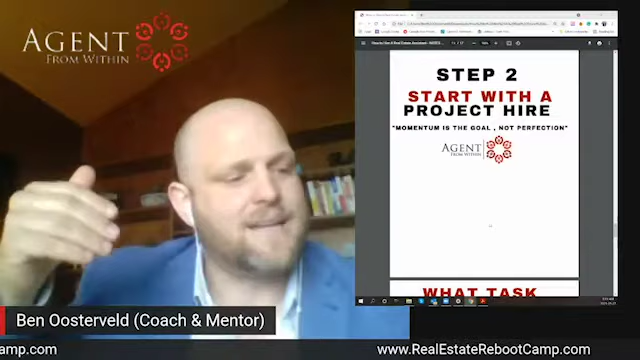 AGENT
FROM WITHIN
STEP 2
START WITH A
PROJECT HIRE
"MOMENTUM IS THE GOAL , NOT PERFECTION"
AGENT
FROM WITHIN
WHAT TASK
Ben Oosterveld (Coach & Mentor)
amp.com
www.RealEstateRebootCamp.com